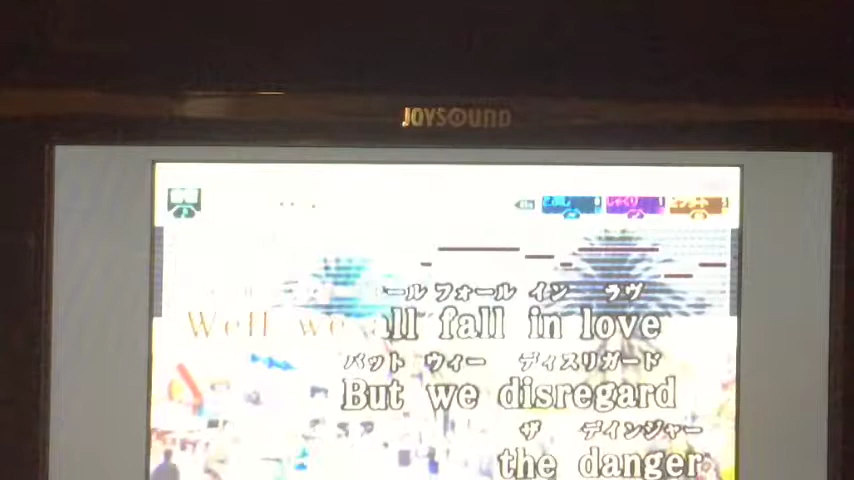 JOYSOUND
ール フォール イン ラヴ
Well we all fall in love
バット ウィー ディスリガード
But we disregard
ザ デインジャー
the danger